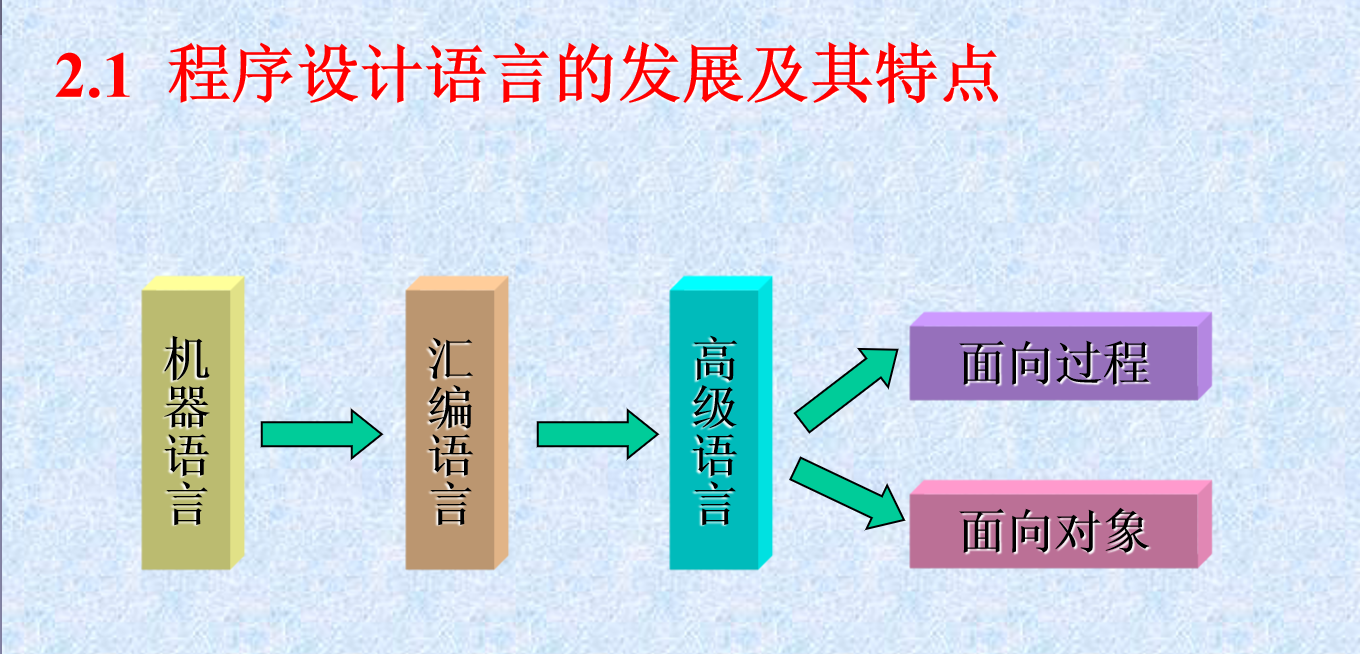 2.1 程序设计语言的发展及其特点
机器语言
汇编语言
高级语言
面向过程
面向对象